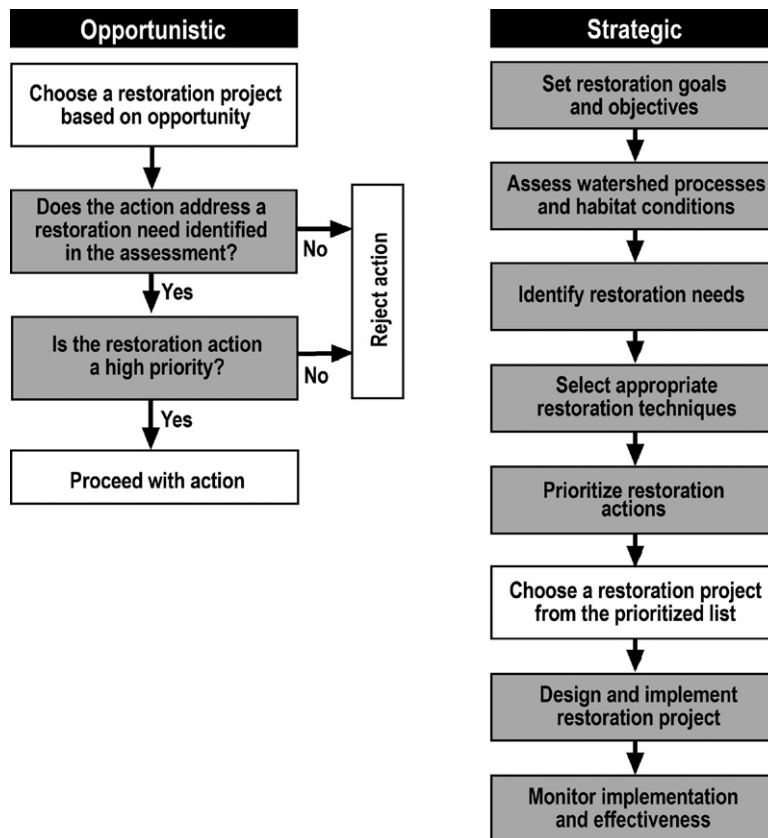 Opportunistic
Choose a restoration project
based on opportunity
Does the action address a
restoration need identified
in the assessment?
No
Yes
Is the restoration action
a high priority?
No
Yes
Proceed with action
Reject action
Strategic
Set restoration goals
and objectives
Assess watershed processes
and habitat conditions
Identify restoration needs
Select appropriate
restoration techniques
Prioritize restoration
actions
Choose a restoration project
from the prioritized list
Design and implement
restoration project
Monitor implementation
and effectiveness